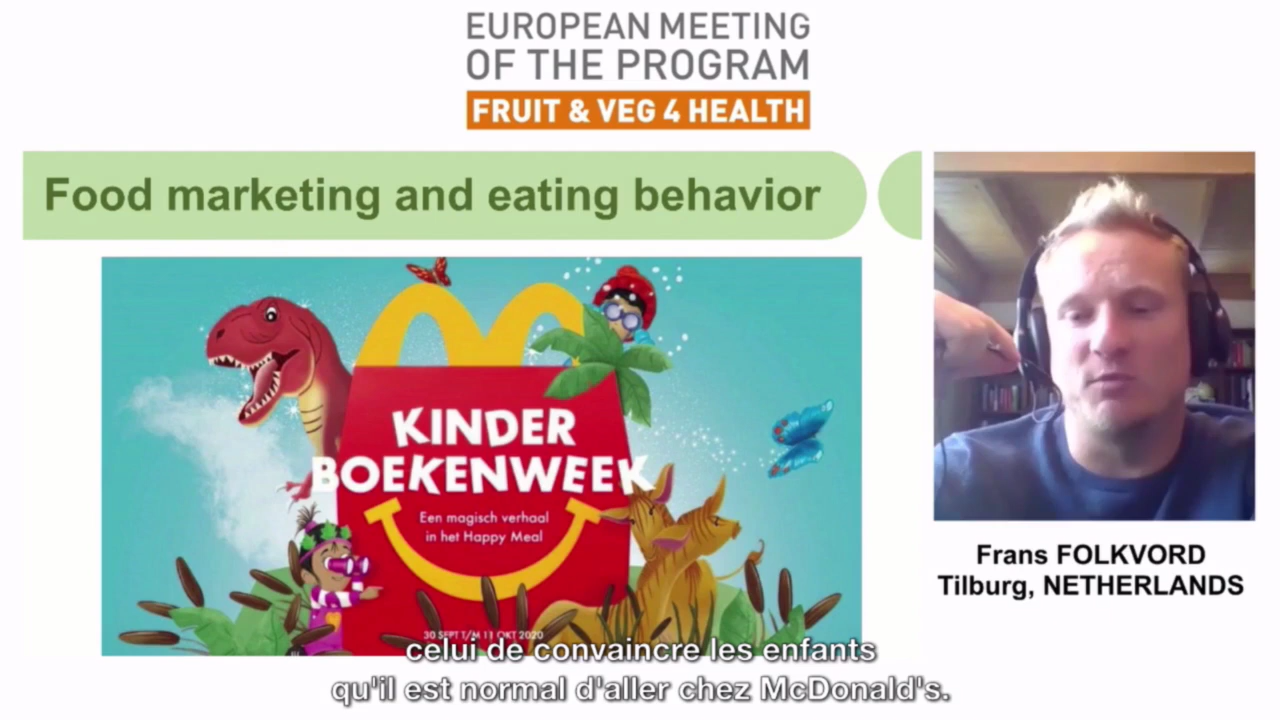 EUROPEAN MEETING
OF THE PROGRAM
FRUIT & VEG 4 HEALTH
Food marketing and eating behavior
KINDER
BOEKENWEEK
Een magisch verhaal
in het Happy Meal
30 SEPT T/M 11 OKT 2020
Frans FOLKVORD
Tilburg, NETHERLANDS
celui de convaincre les enfants
qu'il est normal d'aller chez McDonald's.